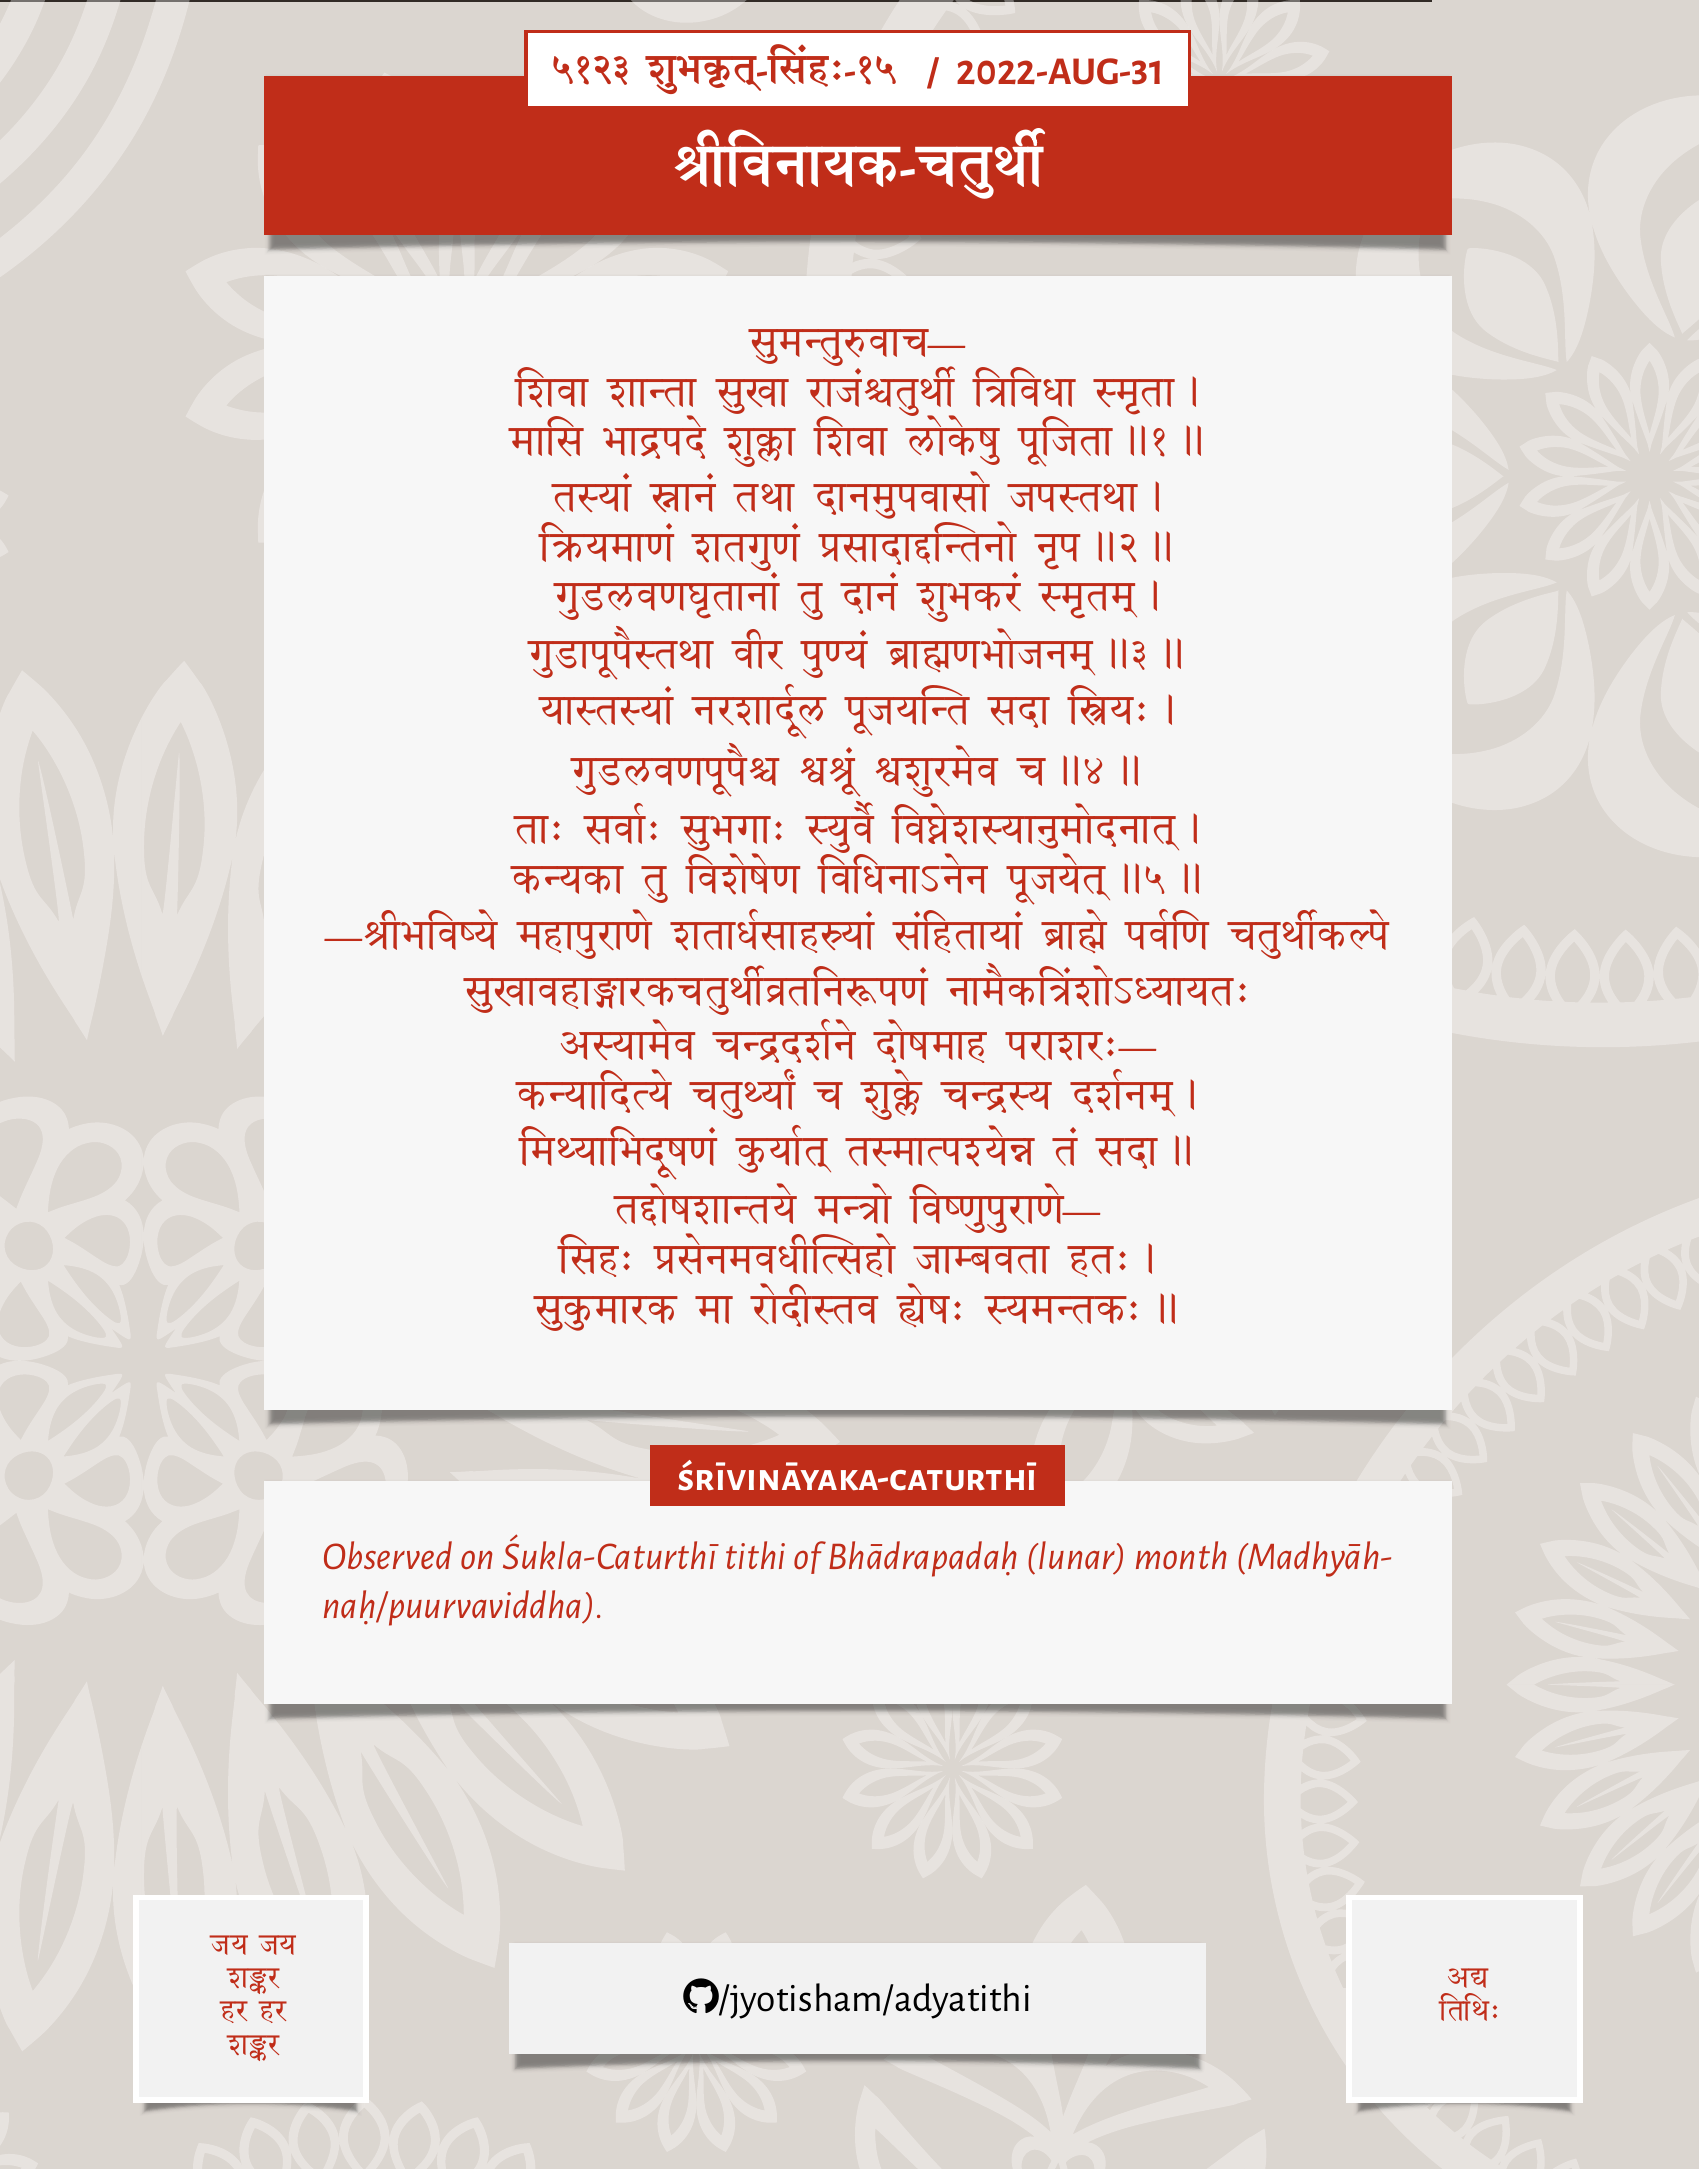 ५१२३ शुभकृत्-सिंहः-१५ / 2022-AUG-31
श्रीविनायक-चतुर्थी
सुमन्तुरुवाच—
शिवा शान्ता सुखा राजंश्चतुर्थी त्रिविधा स्मृता।
मासि भाद्रपदे शुक्ला शिवा लोकेषु पूजिता॥१॥
तस्यां स्नानं तथा दानमुपवासो जपस्तथा।
क्रियमाणं शतगुणं प्रसादाद्दन्तिनो नृप॥२॥
गुडलवणघृतानां तु दानं शुभकरं स्मृतम्।
गुडापूपैस्तथा वीर पुण्यं ब्राह्मणभोजनम्॥३॥
यास्तस्यां नरशार्दूल पूजयन्ति सदा स्त्रियः।
गुडलवणपूपैश्च श्वश्रूं श्वशुरमेव च॥४॥
ताः सर्वाः सुभगाः स्युर्वै विघ्नेशस्यानुमोदनात्।
कन्यका तु विशेषेण विधिनाऽनेन पूजयेत्॥५॥
—श्रीभविष्ये महापुराणे शतार्धसाहस्र्यां संहितायां ब्राह्मे पर्वणि चतुर्थीकल्पे
सुखावहाङ्गारकचतुर्थीव्रतनिरूपणं नामैकत्रिंशोऽध्यायतः
अस्यामेव चन्द्रदर्शने दोषमाह पराशरः—
कन्यादित्ये चतुर्थ्यां च शुक्ले चन्द्रस्य दर्शनम्।
मिथ्याभिदूषणं कुर्यात् तस्मात्पश्येन्न तं सदा॥
तद्दोषशान्तये मन्त्रो विष्णुपुराणे—
सिहः प्रसेनमवधीत्सिहो जाम्बवता हतः।
सुकुमारक मा रोदीस्तव ह्येषः स्यमन्तकः॥
ŚRĪVINĀYAKA-CATURTHĪ
Observed on Śukla-Caturthī tithi of Bhādrapadaḥ (lunar) month (Madhyāh-
naḥ/puurvaviddha).
जय जय
शङ्कर
हर हर
शङ्कर
/jyotisham/adyatithi
अद्य
तिथिः